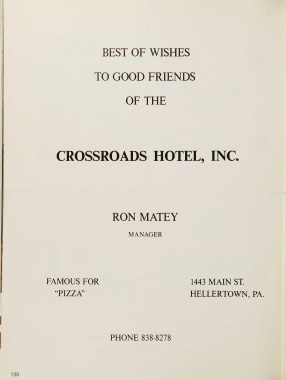 BEST OF WISHES
TO GOOD FRIENDS
OF THE
CROSSROADS HOTEL, INC.
RON MATEY
MANAGER
FAMOUS FOR
"PIZZA"
1443 MAIN ST.
HELLERTOWN, PA.
PHONE 838-8278
130